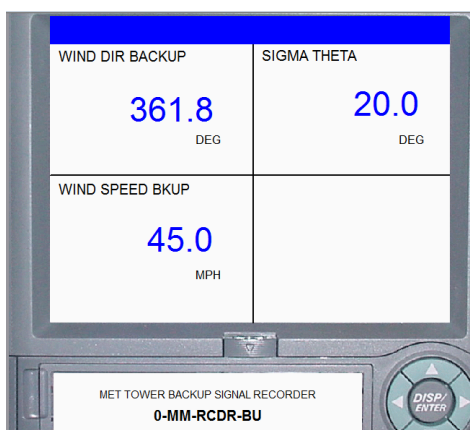 WIND DIR BACKUP
361.8
DEG
SIGMA THETA
20.0
DEG
WIND SPEED BKUP
45.0
MPH
MET TOWER BACKUP SIGNAL RECORDER
0-MM-RCDR-BU
DISP/
ENTER